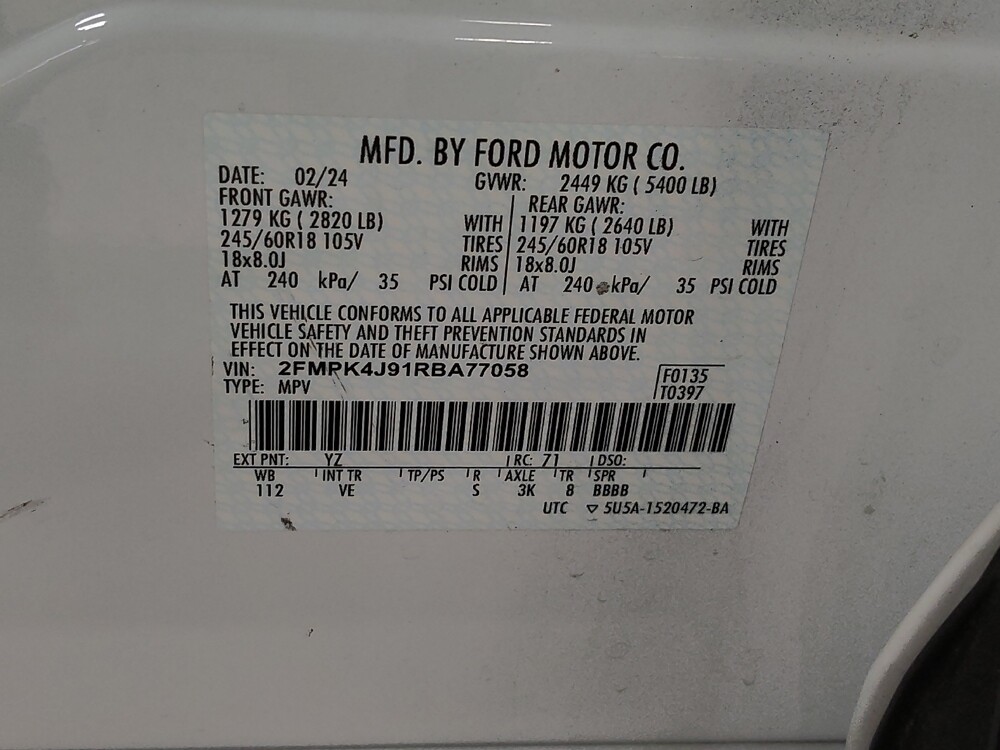 MFD. BY FORD MOTOR CO.
DATE: 02/24 GVWR: 2449 KG ( 5400 LB)
FRONT GAWR: REAR GAWR:
1279 KG ( 2820 LB) WITH 1197 KG ( 2640 LB) WITH
245/60R18 105V TIRES 245/60R18 105V TIRES
18x8.0J RIMS 18x8.0J RIMS
AT 240 kPa/ 35 PSI COLD AT 240 kPa/ 35 PSI COLD
THIS VEHICLE CONFORMS TO ALL APPLICABLE FEDERAL MOTOR
VEHICLE SAFETY AND THEFT PREVENTION STANDARDS IN
EFFECT ON THE DATE OF MANUFACTURE SHOWN ABOVE.
VIN: 2FMPK4J91RBA77058 F0135
TYPE: MPV T0397
EXT PNT: YZ RC: 71 DSO:
WB INT TR TP/PS R AXLE TR SPR
112 VE S 3K 8 BBBB
UTC ▽ 5U5A-1520472-BA